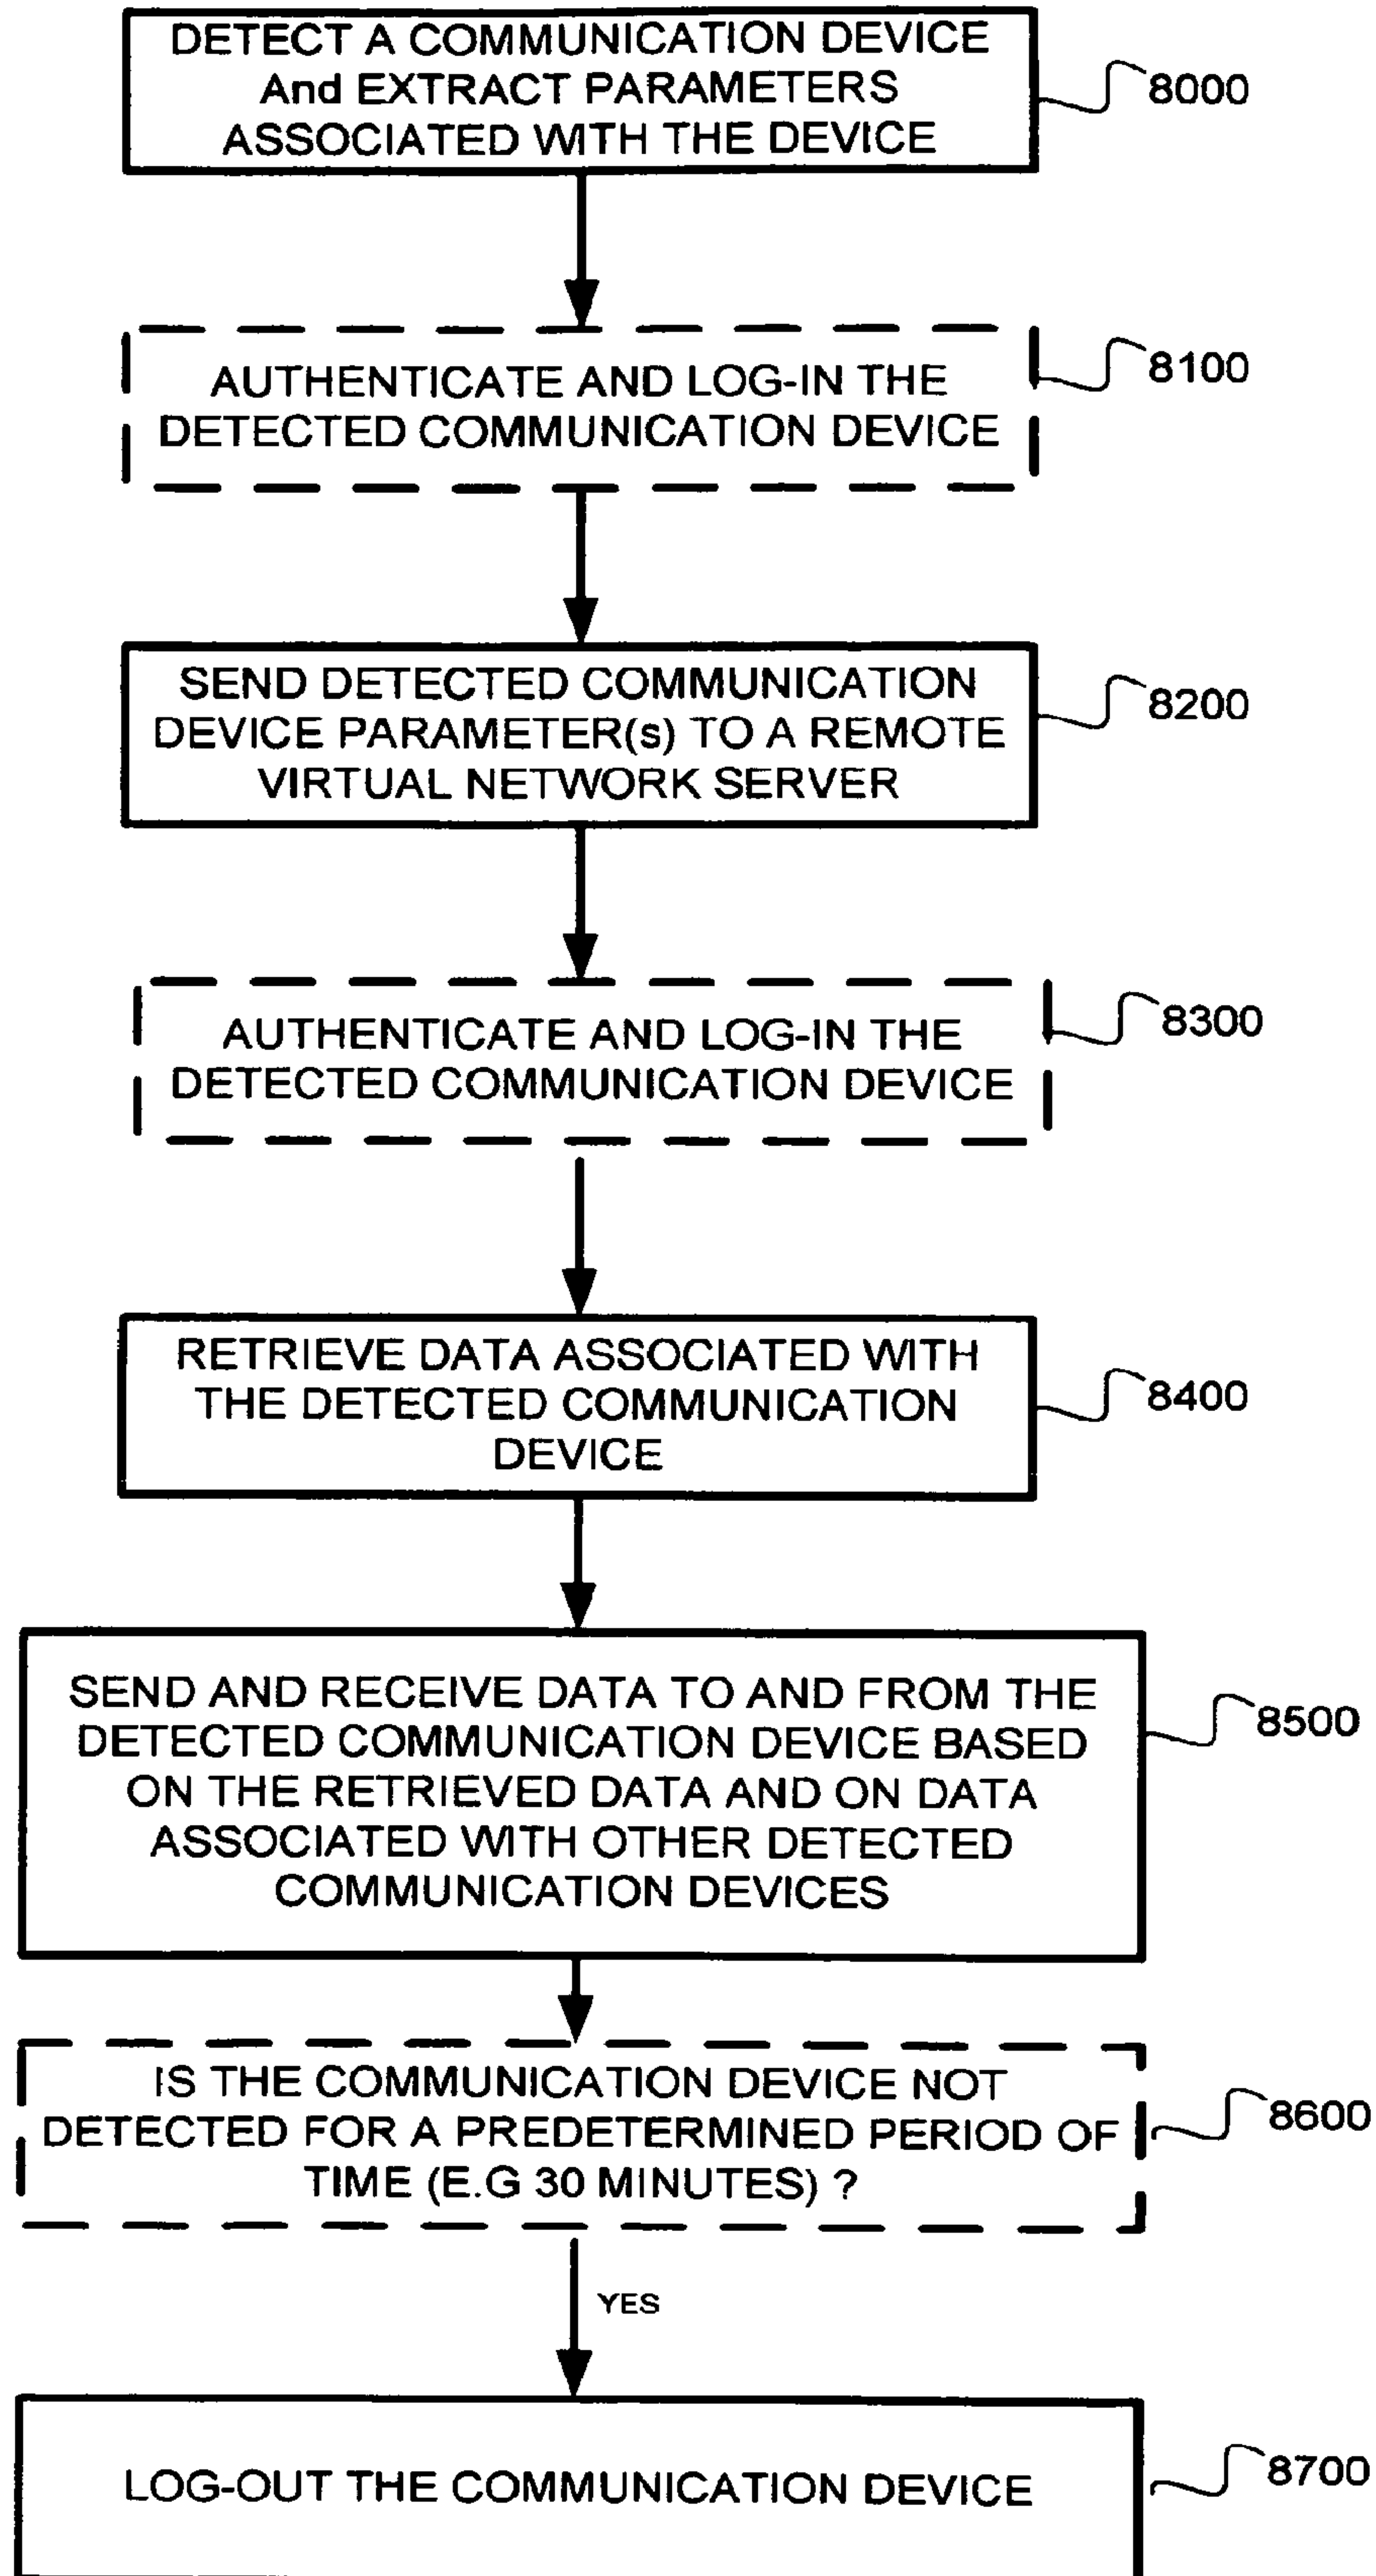 DETECT A COMMUNICATION DEVICE
And EXTRACT PARAMETERS
ASSOCIATED WITH THE DEVICE
8000
AUTHENTICATE AND LOG-IN THE
DETECTED COMMUNICATION DEVICE
8100
SEND DETECTED COMMUNICATION
DEVICE PARAMETER(s) TO A REMOTE
VIRTUAL NETWORK SERVER
8200
AUTHENTICATE AND LOG-IN THE
DETECTED COMMUNICATION DEVICE
8300
RETRIEVE DATA ASSOCIATED WITH
THE DETECTED COMMUNICATION
DEVICE
8400
SEND AND RECEIVE DATA TO AND FROM THE
DETECTED COMMUNICATION DEVICE BASED
ON THE RETRIEVED DATA AND ON DATA
ASSOCIATED WITH OTHER DETECTED
COMMUNICATION DEVICES
8500
IS THE COMMUNICATION DEVICE NOT
DETECTED FOR A PREDETERMINED PERIOD OF
TIME (E.G 30 MINUTES) ?
8600
YES
LOG-OUT THE COMMUNICATION DEVICE
8700